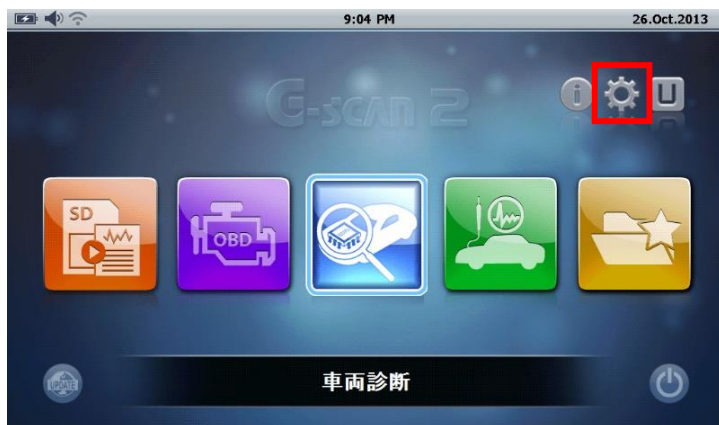 9:04 PM
26.Oct.2013
G-scan 2
i
U
SD
OBD
UPDATE
車両診断